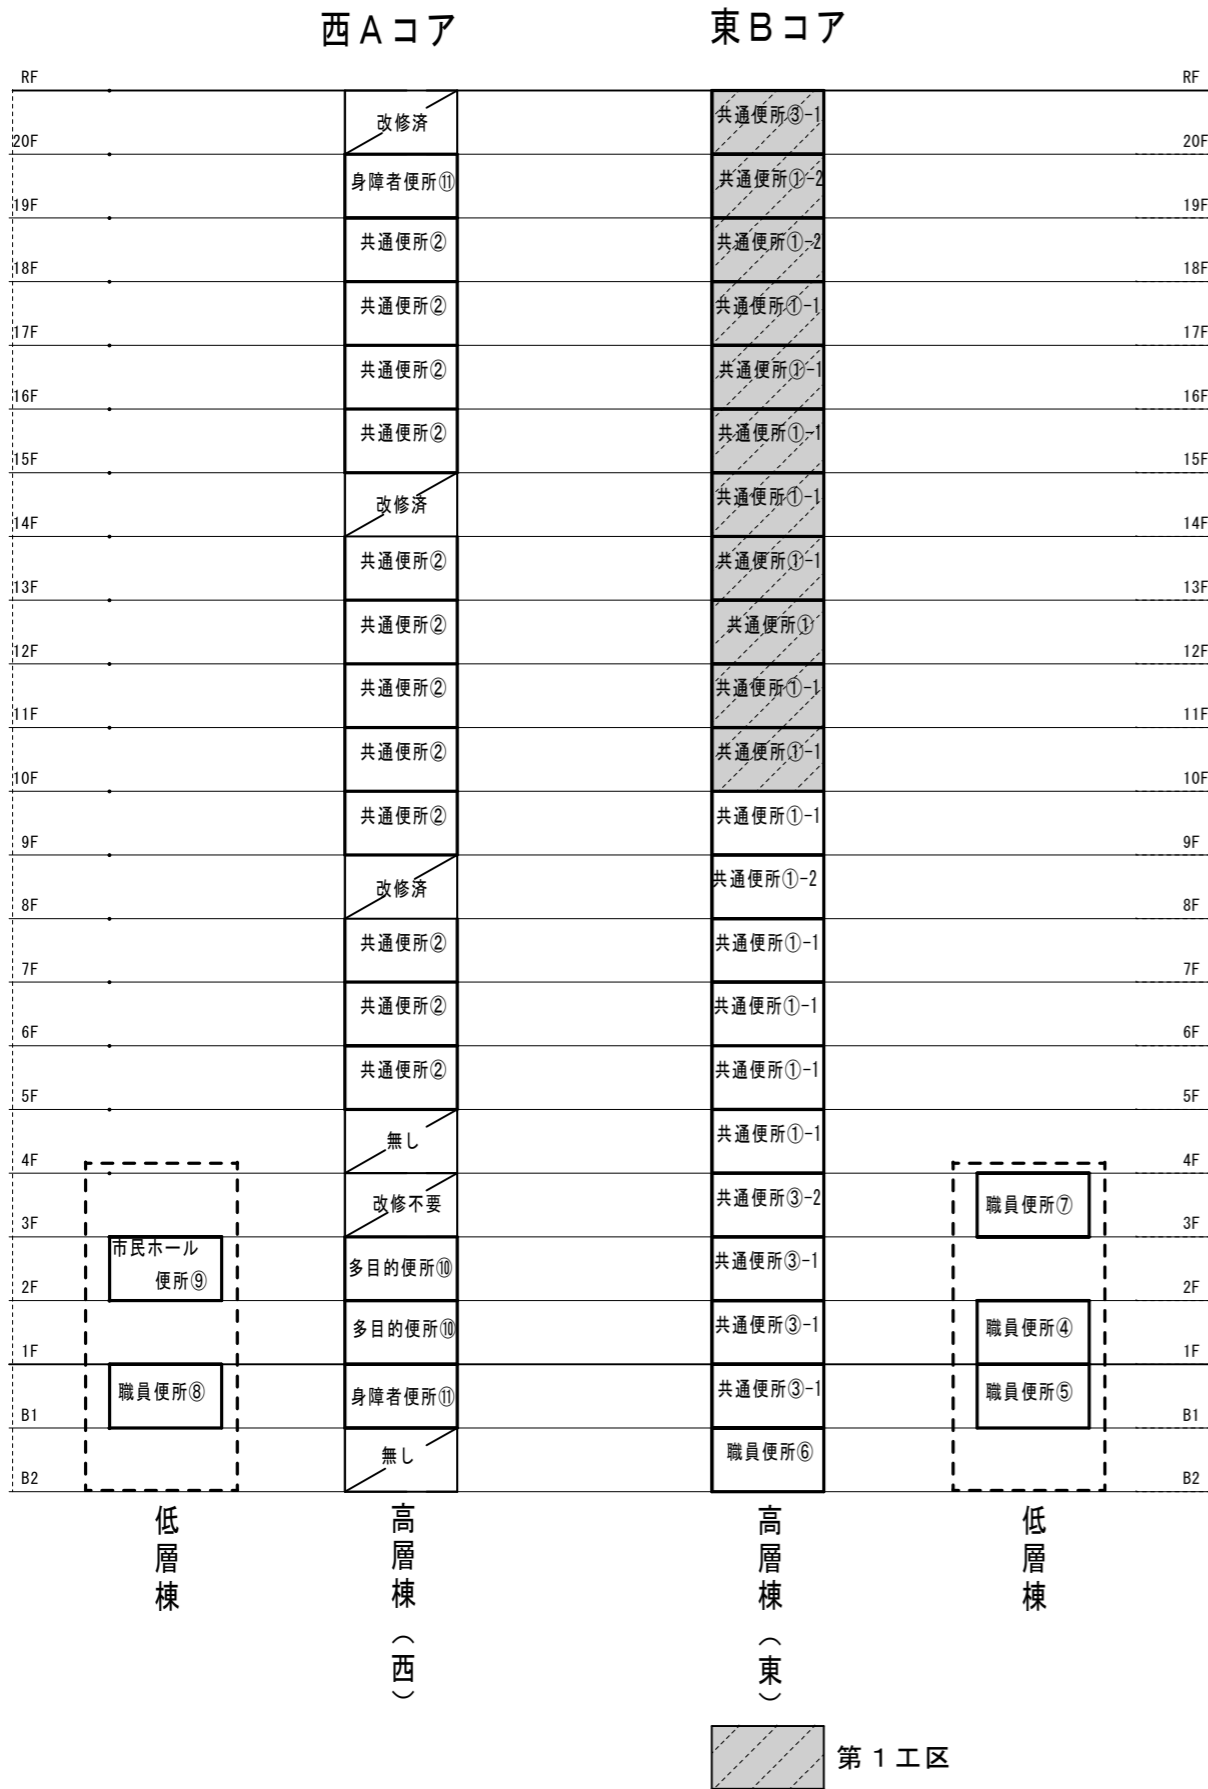 西Aコア 東Bコア
RF RF
改修済 共通便所③-1
20F 20F
身障者便所⑪ 共通便所①-2
19F 19F
共通便所② 共通便所①-2
18F 18F
共通便所② 共通便所①-1
17F 17F
共通便所② 共通便所①-1
16F 16F
共通便所② 共通便所①-1
15F 15F
改修済 共通便所①-1
14F 14F
共通便所② 共通便所①-1
13F 13F
共通便所② 共通便所①
12F 12F
共通便所② 共通便所①-1
11F 11F
共通便所② 共通便所①-1
10F 10F
共通便所② 共通便所①-1
9F 9F
改修済 共通便所①-2
8F 8F
共通便所② 共通便所①-1
7F 7F
共通便所② 共通便所①-1
6F 6F
共通便所② 共通便所①-1
5F 5F
無し 共通便所①-1
4F 4F
改修不要 共通便所③-2 職員便所⑦
3F 3F
市民ホール
便所⑨ 多目的便所⑩ 共通便所③-1
2F 2F
多目的便所⑩ 共通便所③-1 職員便所④
1F 1F
職員便所⑧ 身障者便所⑪ 共通便所③-1 職員便所⑤
B1 B1
無し 職員便所⑥
B2 B2
低層棟
高層棟(西)
高層棟(東)
低層棟
第1工区